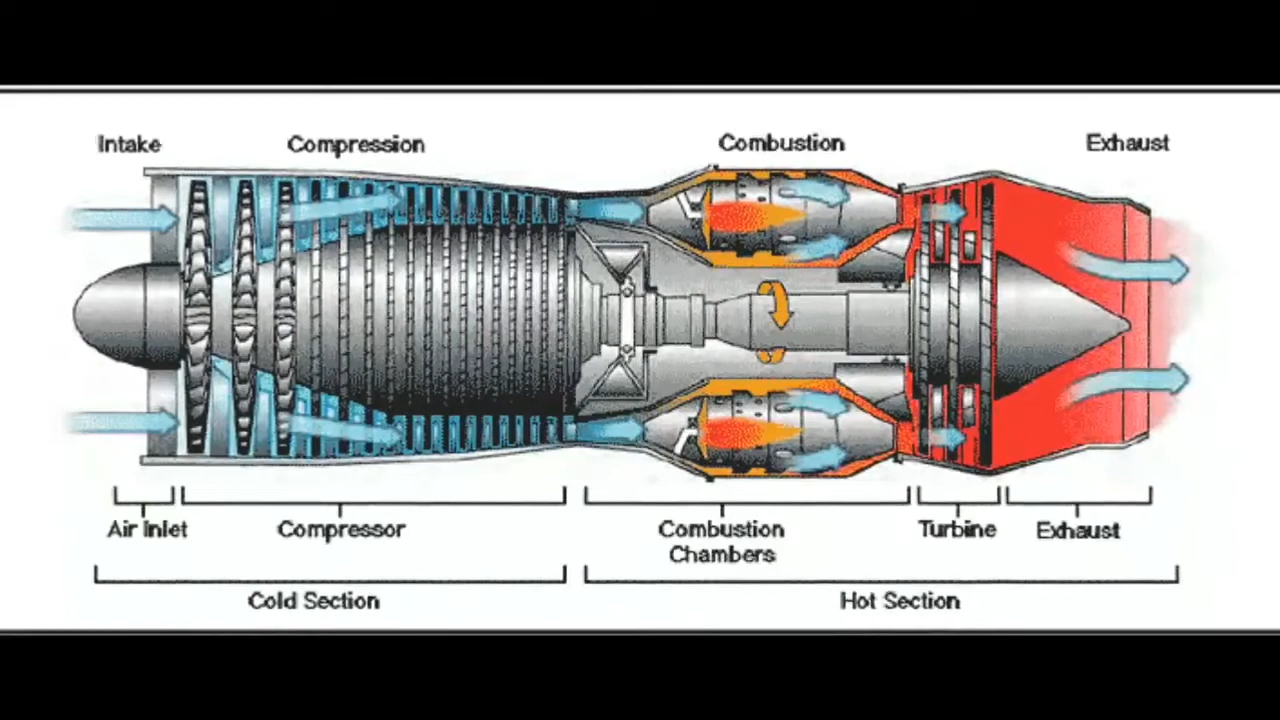 Intake
Compression
Combustion
Exhaust
Air Inlet
Compressor
Combustion
Chambers
Turbine
Exhaust
Cold Section
Hot Section